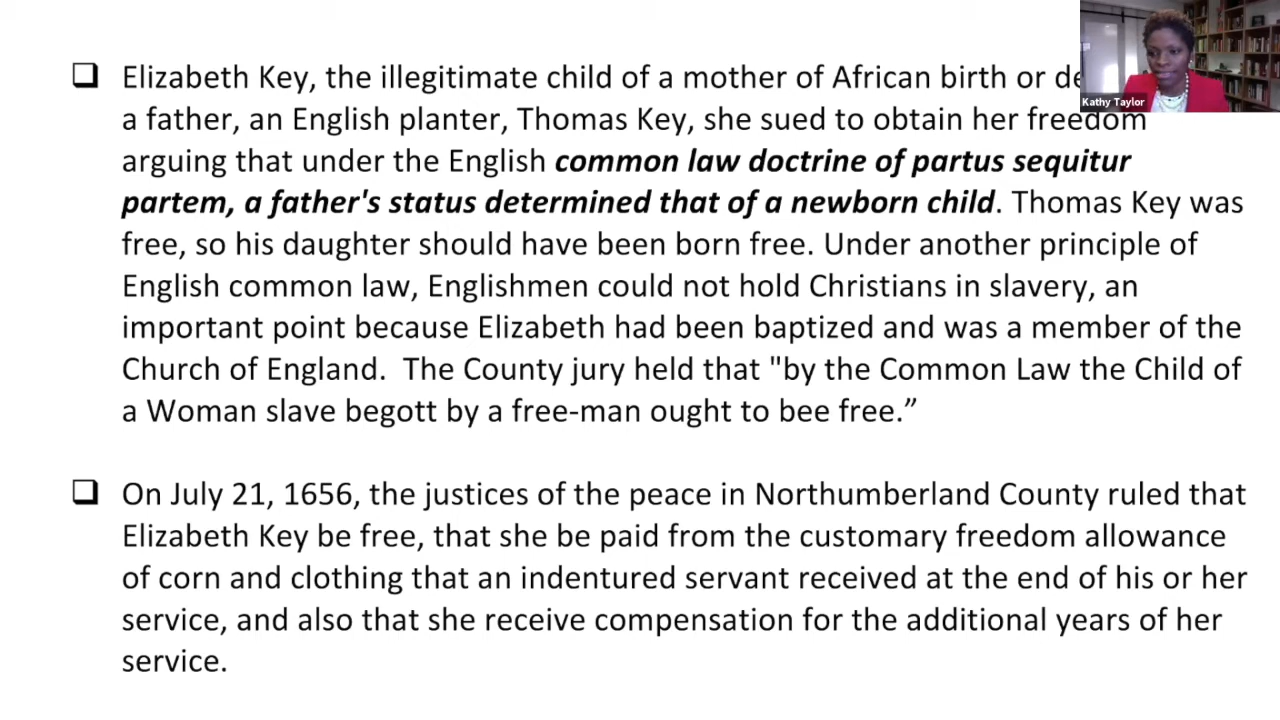 Elizabeth Key, the illegitimate child of a mother of African birth or
a father, an English planter, Thomas Key, she sued to obtain her freedom
arguing that under the English common law doctrine of partus sequitur
partem, a father's status determined that of a newborn child. Thomas Key was
free, so his daughter should have been born free. Under another principle of
English common law, Englishmen could not hold Christians in slavery, an
important point because Elizabeth had been baptized and was a member of the
Church of England.  The County jury held that "by the Common Law the Child of
a Woman slave begott by a free-man ought to bee free.”
On July 21, 1656, the justices of the peace in Northumberland County ruled that
Elizabeth Key be free, that she be paid from the customary freedom allowance
of corn and clothing that an indentured servant received at the end of his or her
service, and also that she receive compensation for the additional years of her
service.
Kathy Taylor